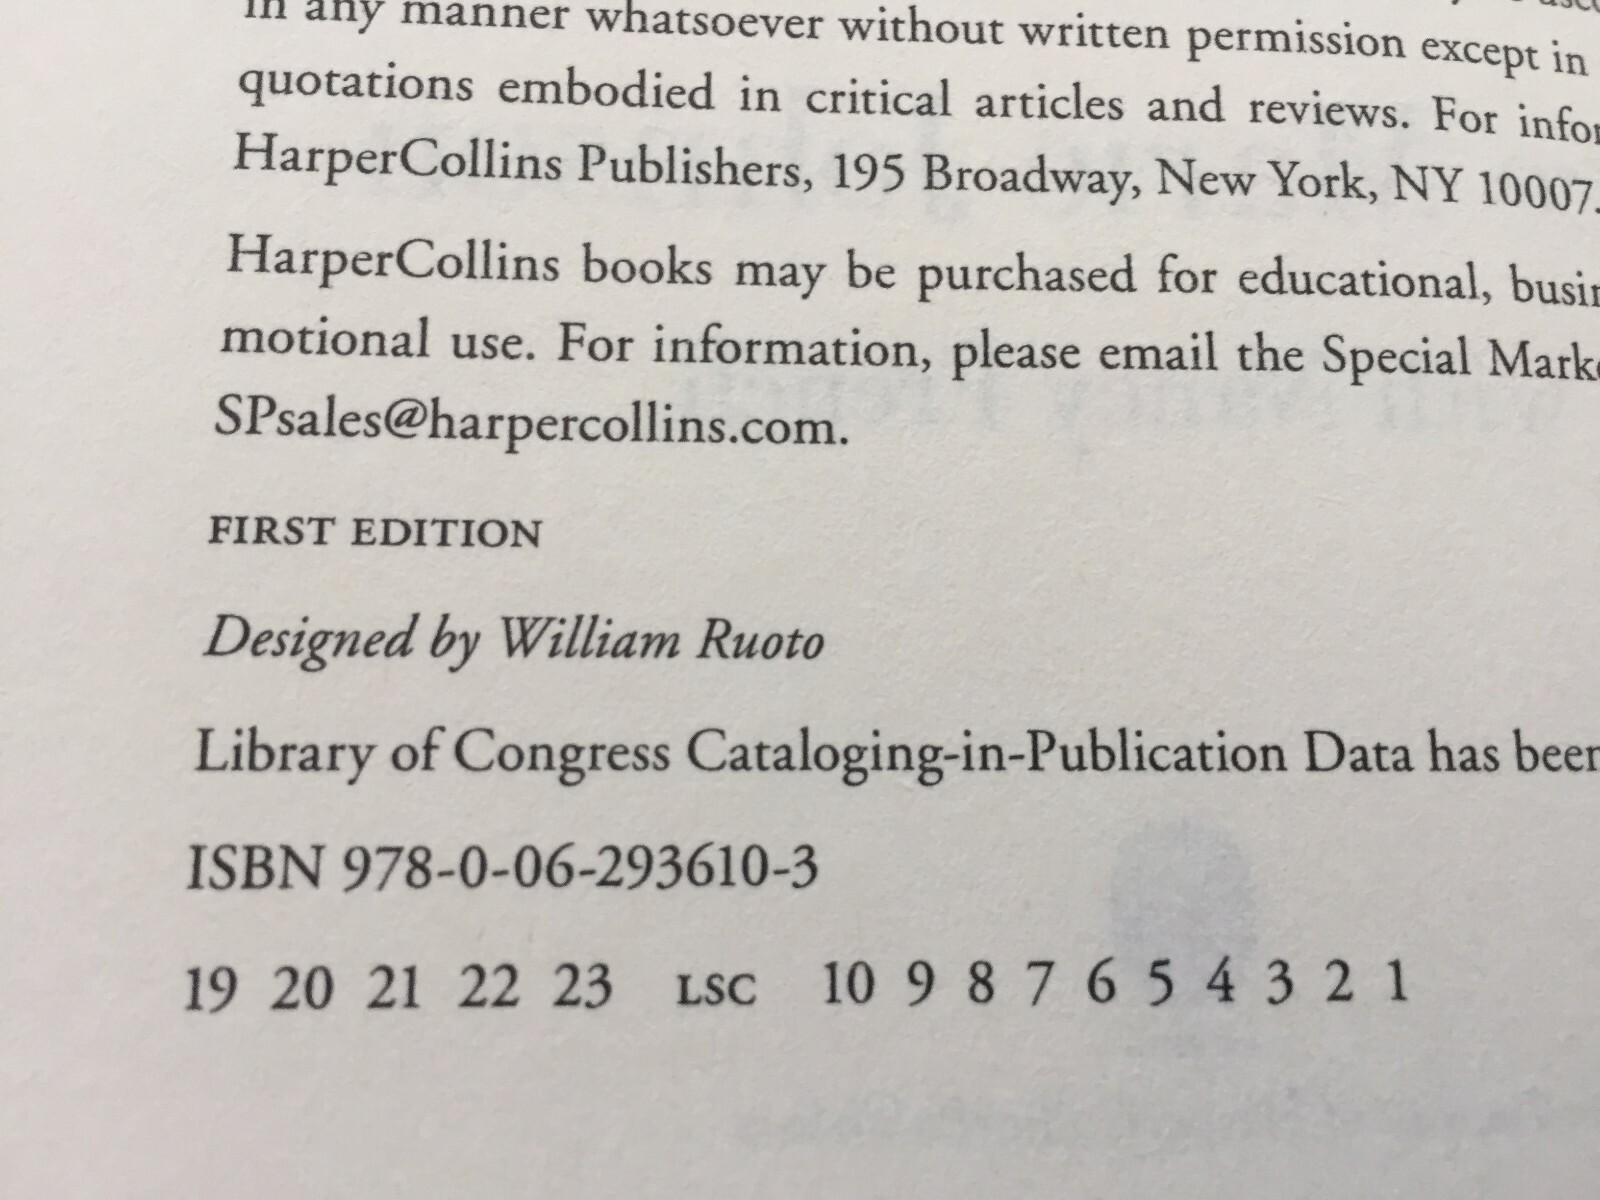 in any manner whatsoever without written permission except in
quotations embodied in critical articles and reviews. For infor
HarperCollins Publishers, 195 Broadway, New York, NY 10007.
HarperCollins books may be purchased for educational, busin
motional use. For information, please email the Special Marke
SPsales@harpercollins.com.
FIRST EDITION
Designed by William Ruoto
Library of Congress Cataloging-in-Publication Data has been
ISBN 978-0-06-293610-3
19 20 21 22 23 LSC 10 9 8 7 6 5 4 3 2 1